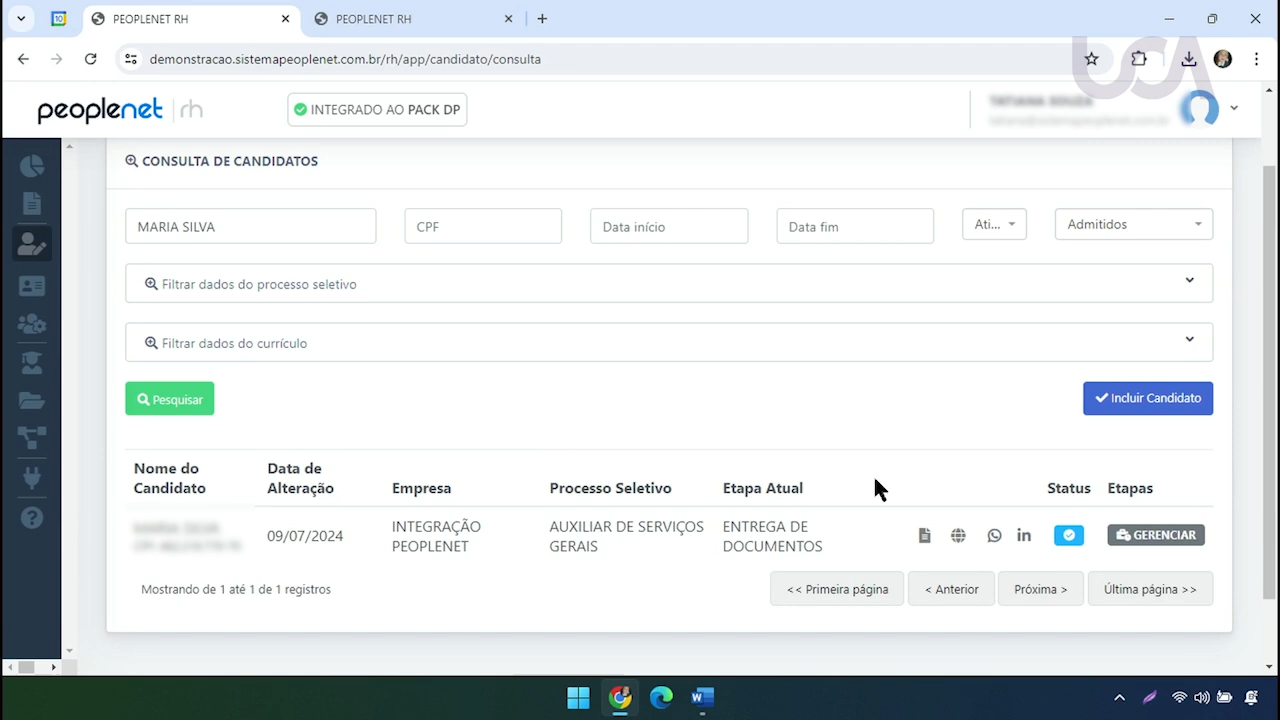 PEOPLENET RH
PEOPLENET RH
demonstracao.sistemapeoplenet.com.br/rh/app/candidato/consulta
peoplenet rh
INTEGRADO AO PACK DP
CONSULTA DE CANDIDATOS
MARIA SILVA
CPF
Data início
Data fim
Ati...
Admitidos
Filtrar dados do processo seletivo
Filtrar dados do currículo
Pesquisar
Incluir Candidato
Nome do
Candidato
Data de
Alteração
Empresa
Processo Seletivo
Etapa Atual
Status
Etapas
09/07/2024
INTEGRAÇÃO
PEOPLENET
AUXILIAR DE SERVIÇOS
GERAIS
ENTREGA DE
DOCUMENTOS
GERENCIAR
Mostrando de 1 até 1 de 1 registros
<< Primeira página
< Anterior
Próxima >
Última página >>